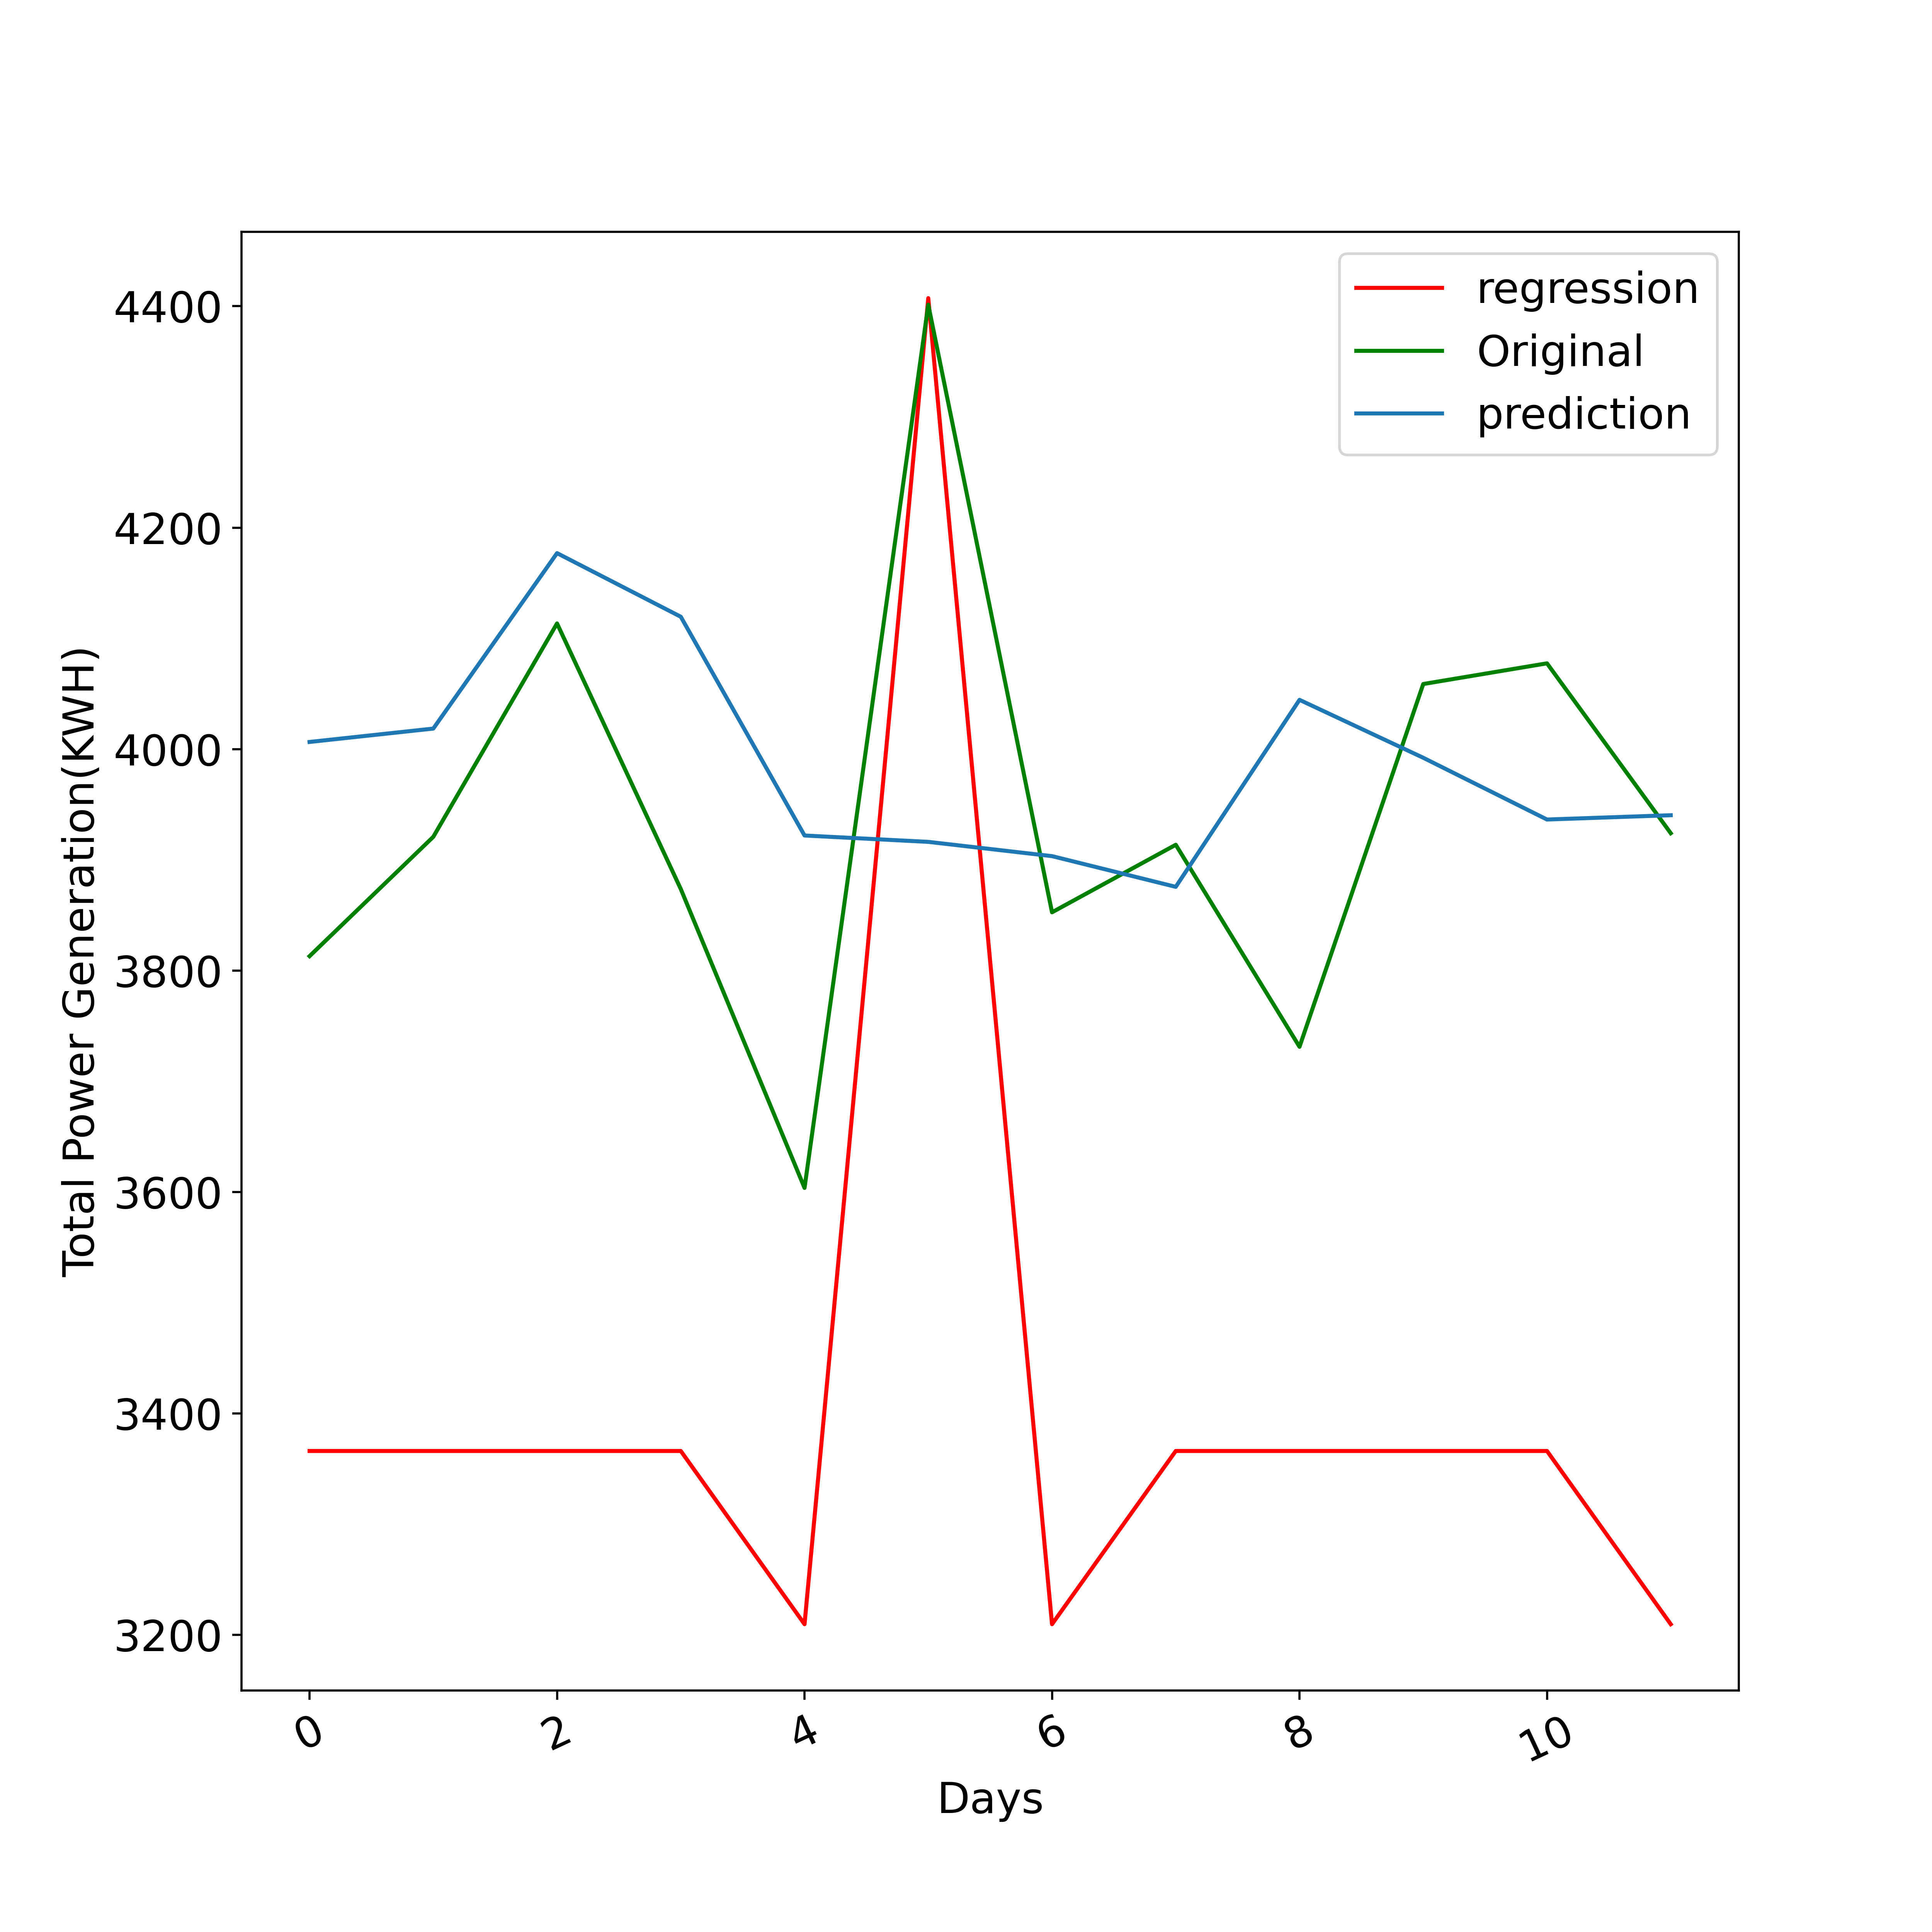 regression
Original
prediction
4400
4200
4000
3800
3600
3400
3200
Total Power Generation(KWH)
0 2 4 6 8 10
Days